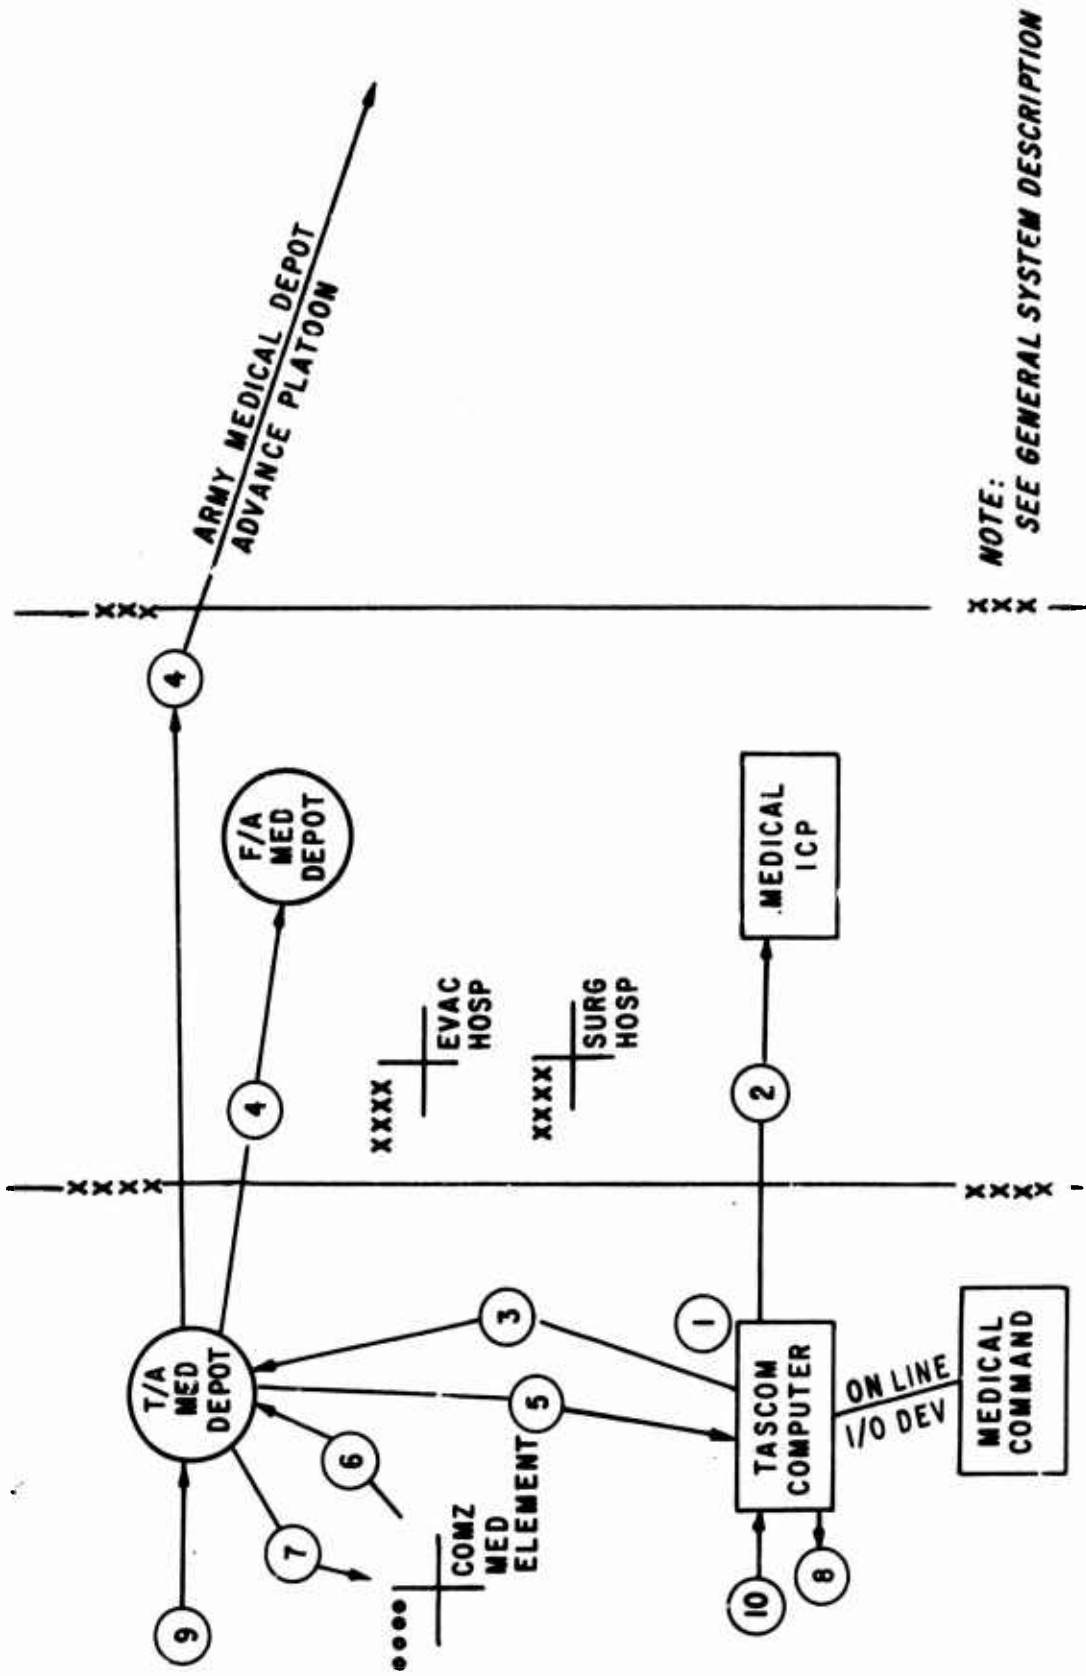 9
T/A
MED
DEPOT
4
XXX
ARMY MEDICAL DEPOT
ADVANCE PLATOON
XXXX
4
F/A
MED
DEPOT
7
6
3
5
COMZ
MED
ELEMENT
XXXX
EVAC
HOSP
XXXX
SURG
HOSP
1
10
8
TASCOM
COMPUTER
2
MEDICAL
ICP
ON LINE
I/O DEV
MEDICAL
COMMAND
XXXX
XXX
NOTE:
SEE GENERAL SYSTEM DESCRIPTION